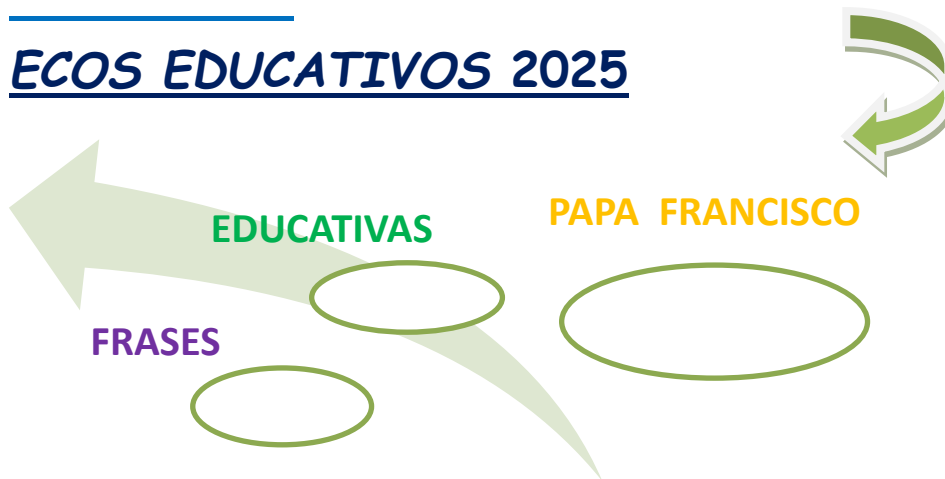 ECOS EDUCATIVOS 2025
PAPA FRANCISCO
EDUCATIVAS
FRASES